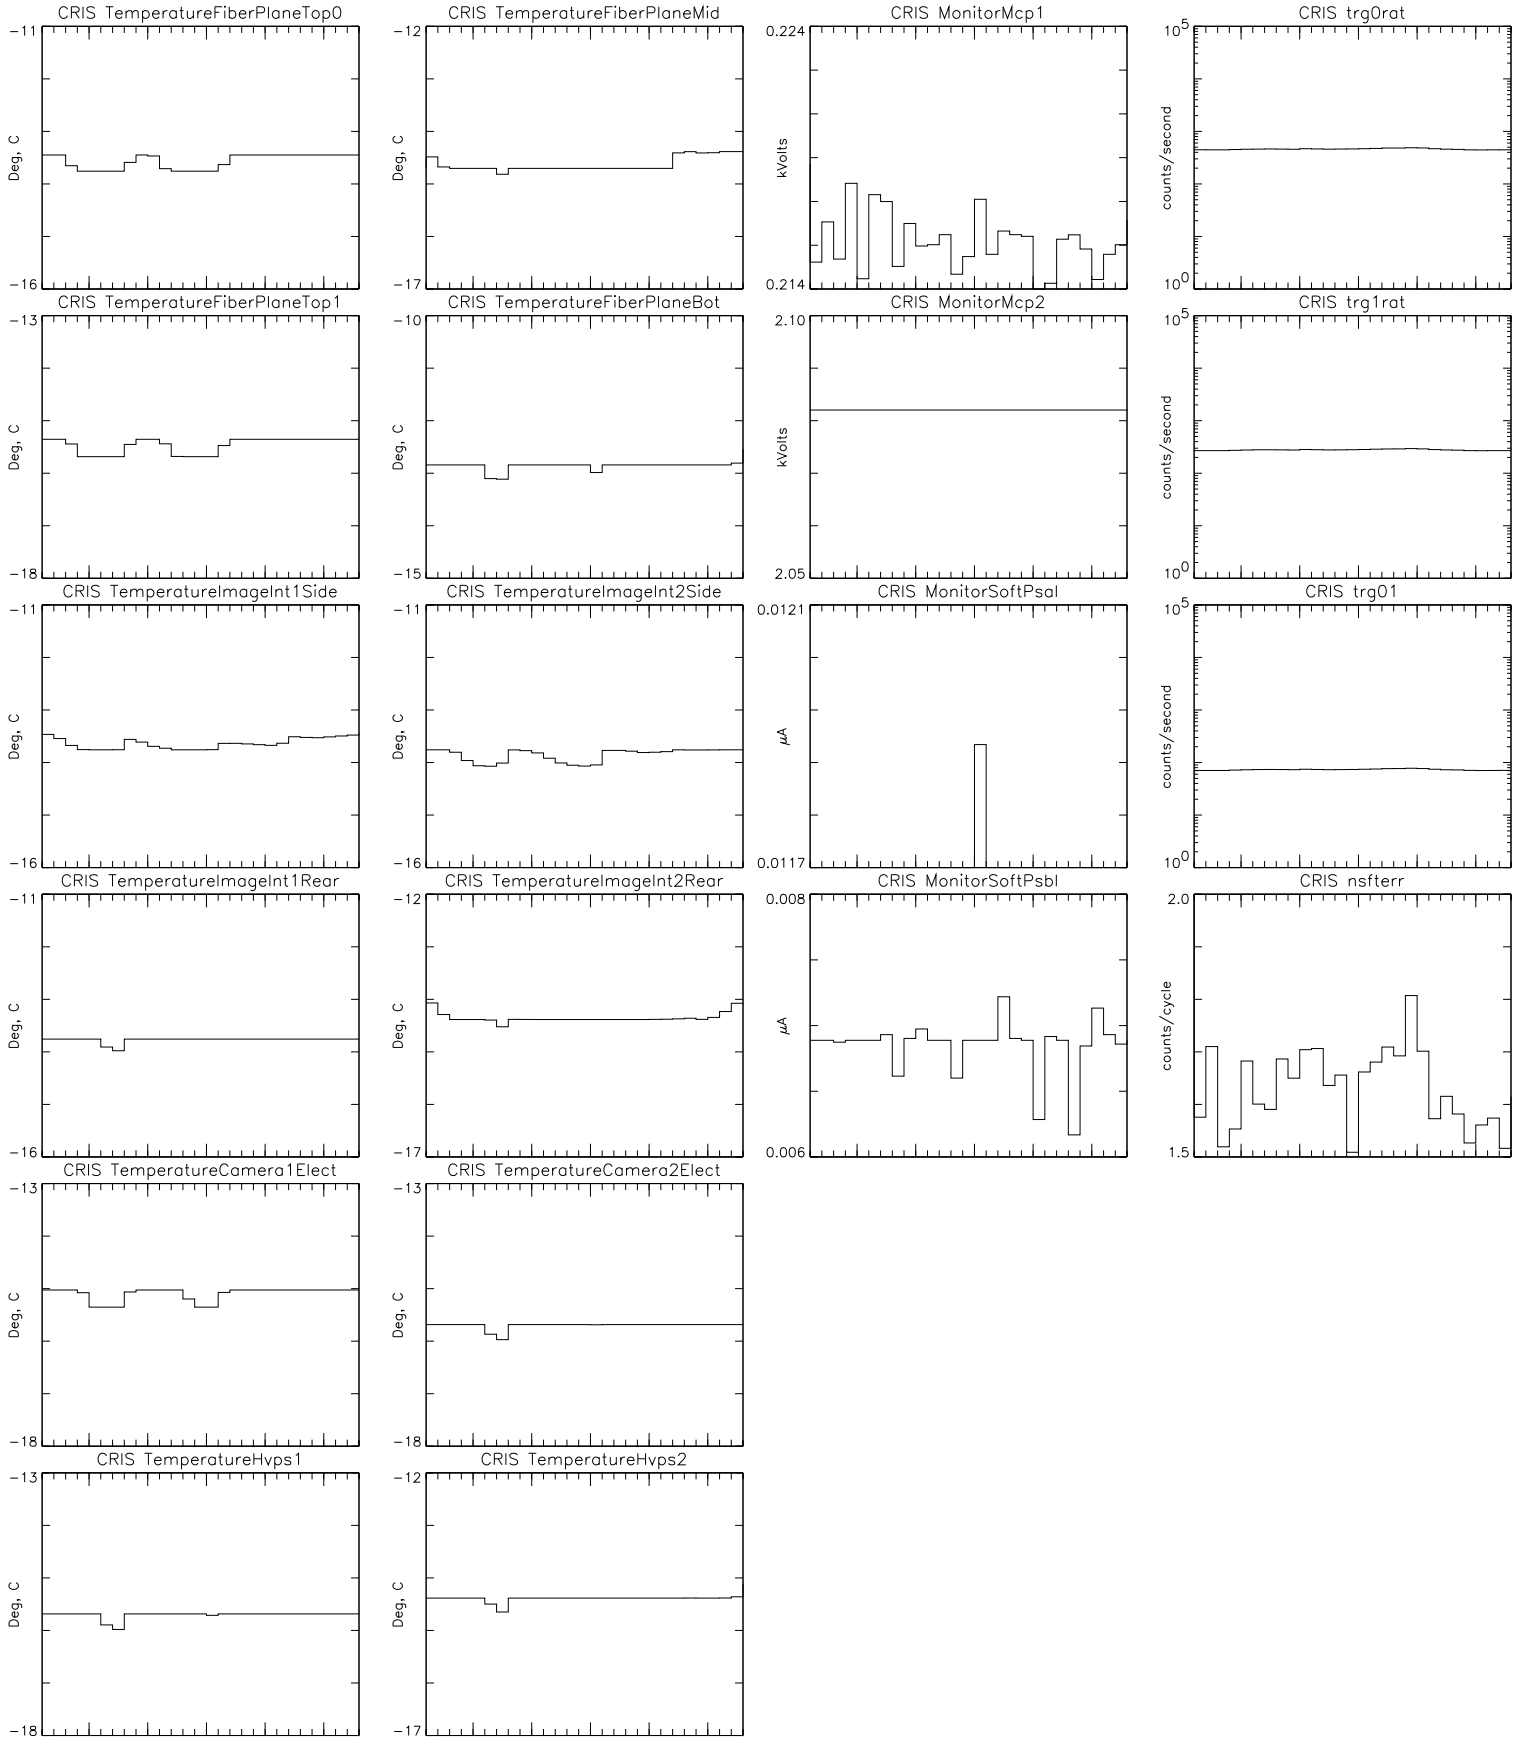 CRIS TemperatureFiberPlaneTop0
-11
Deg, C
-16
CRIS TemperatureFiberPlaneMid
-12
Deg, C
-17
CRIS MonitorMcp1
0.224
kVolts
0.214
CRIS trg0rat
10^5
counts/second
10^0
CRIS TemperatureFiberPlaneTop1
-13
Deg, C
-18
CRIS TemperatureFiberPlaneBot
-10
Deg, C
-15
CRIS MonitorMcp2
2.10
kVolts
2.05
CRIS trg1rat
10^5
counts/second
10^0
CRIS TemperatureImageInt1Side
-11
Deg, C
-16
CRIS TemperatureImageInt2Side
-11
Deg, C
-16
CRIS MonitorSoftPsaI
0.0121
μA
0.0117
CRIS trg01
10^5
counts/second
10^0
CRIS TemperatureImageInt1Rear
-11
Deg, C
-16
CRIS TemperatureImageInt2Rear
-12
Deg, C
-17
CRIS MonitorSoftPsbI
0.008
μA
0.006
CRIS nsfterr
2.0
counts/cycle
1.5
CRIS TemperatureCamera1Elect
-13
Deg, C
-18
CRIS TemperatureCamera2Elect
-13
Deg, C
-18
CRIS TemperatureHvps1
-13
Deg, C
-18
CRIS TemperatureHvps2
-12
Deg, C
-17